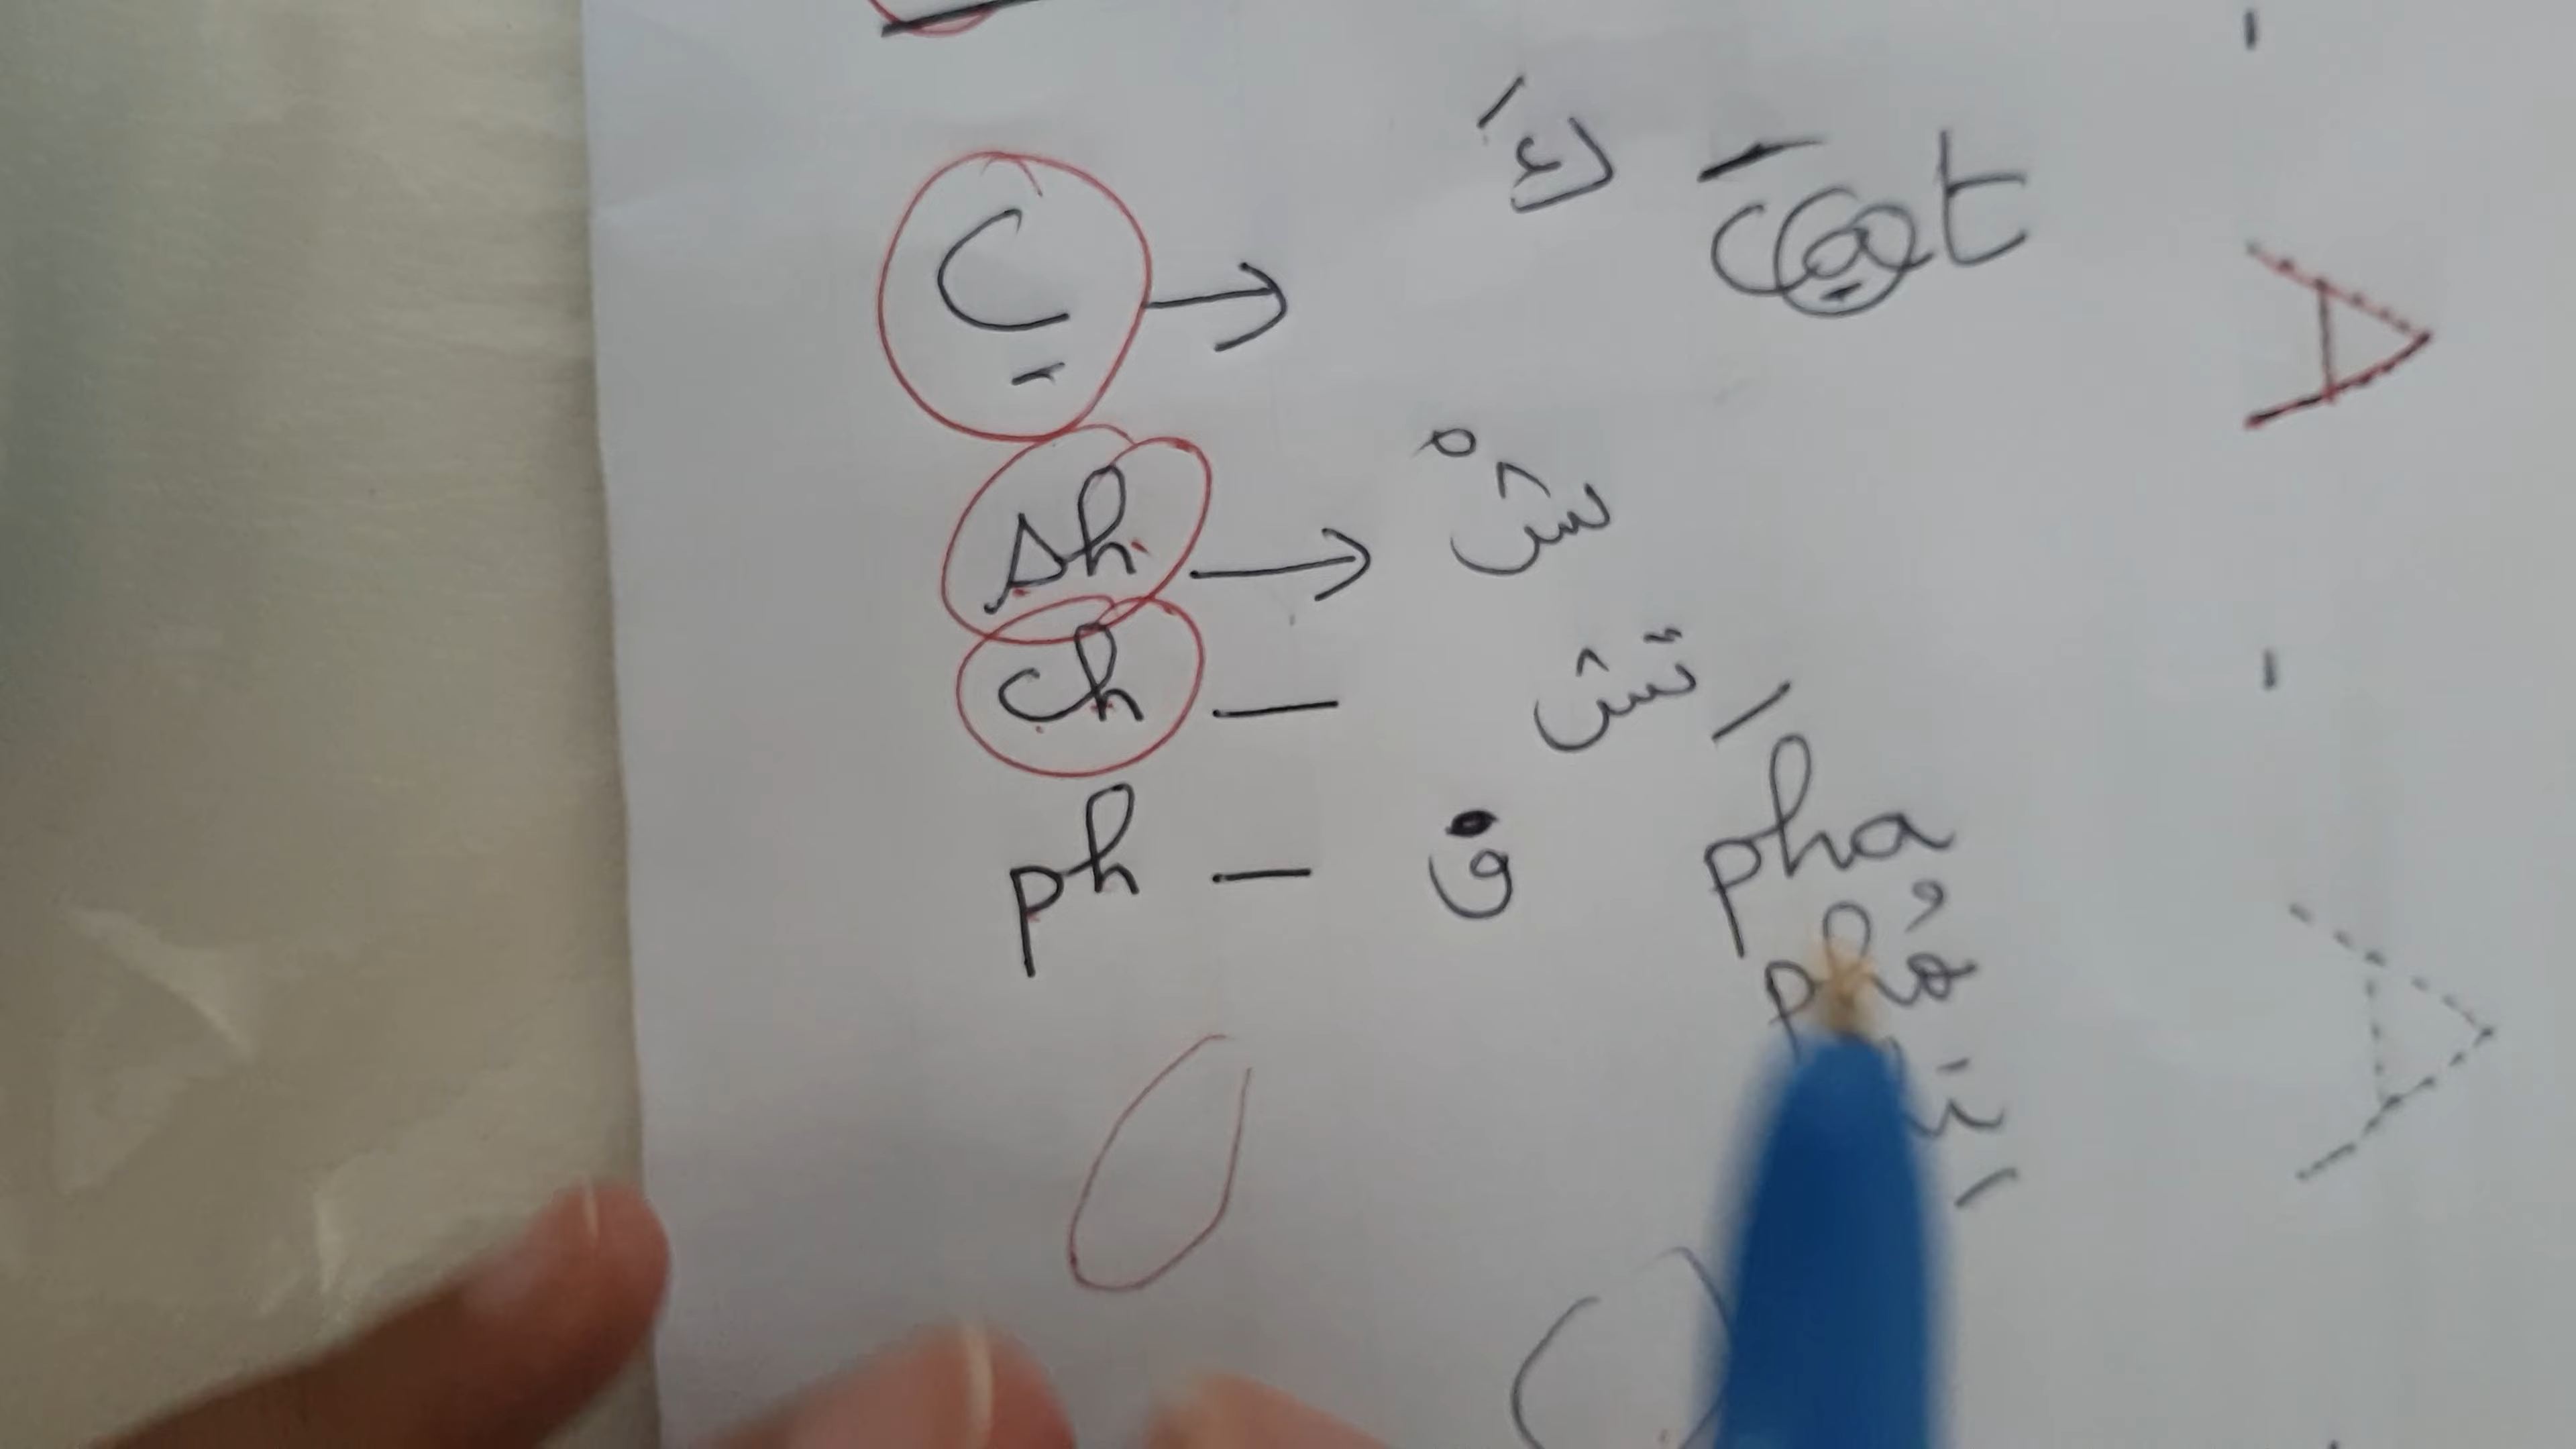 c → كَ cat
sh → شْ
ch — تش
ph — ف pha